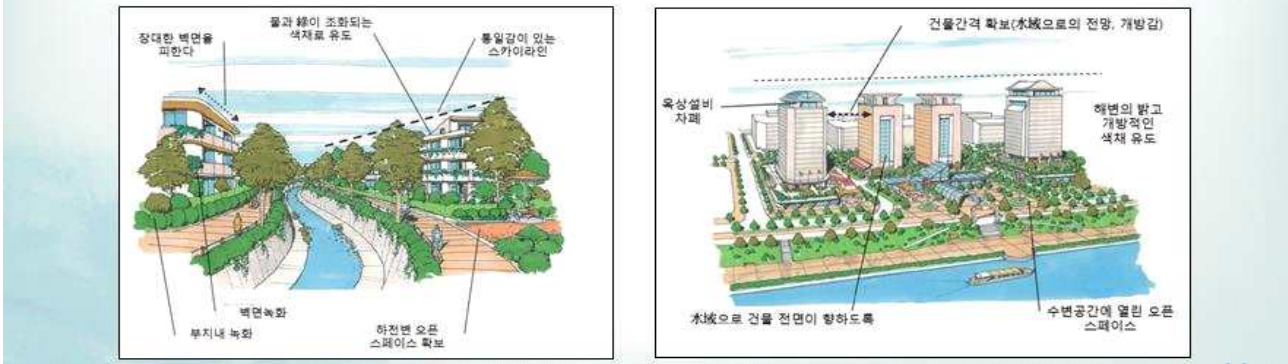 장대한 벽면을
피한다
물과 綠이 조화되는
색채로 유도
통일감이 있는
스카이라인
벽면녹화
부지내 녹화
하천변 오픈
스페이스 확보
건물간격 확보(水域으로의 전망, 개방감)
옥상설비
차폐
해변의 밝고
개방적인
색채 유도
水域으로 건물 전면이 향하도록
수변공간에 열린 오픈
스페이스